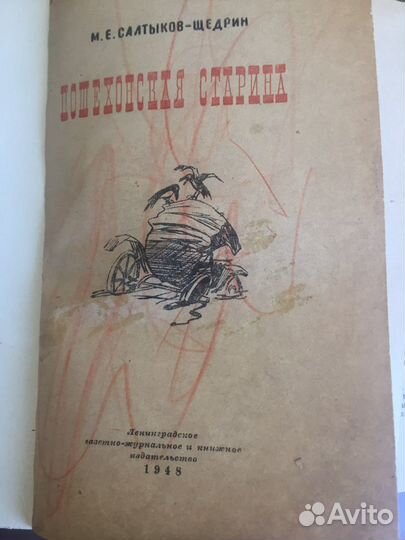 М. Е. САЛТЫКОВ-ЩЕДРИН
ПОШЕХОНСКАЯ СТАРИНА
Ленинградское
газетно-журнальное и книжное
издательство
1948
Avito